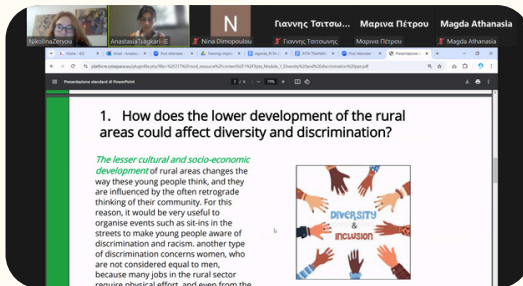 NikolinaZervou
AnastasiaTsagkari-IE
N
Nina Dimopoulou
Γιαννης Τσιτσω...
Γιαννης Τσιτσωνης
Μαρινα Πέτρου
Μαρινα Πέτρου
Magda Athanasia
Magda Athanasia
Presentazione standard di PowerPoint
1. How does the lower development of the rural
areas could affect diversity and discrimination?
The lesser cultural and socio-economic
development of rural areas changes the
way these young people think, and they
are influenced by the often retrograde
thinking of their community. For this
reason, it would be very useful to
organise events such as sit-ins in the
streets to make young people aware of
discrimination and racism. another type
of discrimination concerns women, who
are not considered equal to men,
because many jobs in the rural sector
require physical effort, and even from the
DIVERSITY
&
INCLUSION